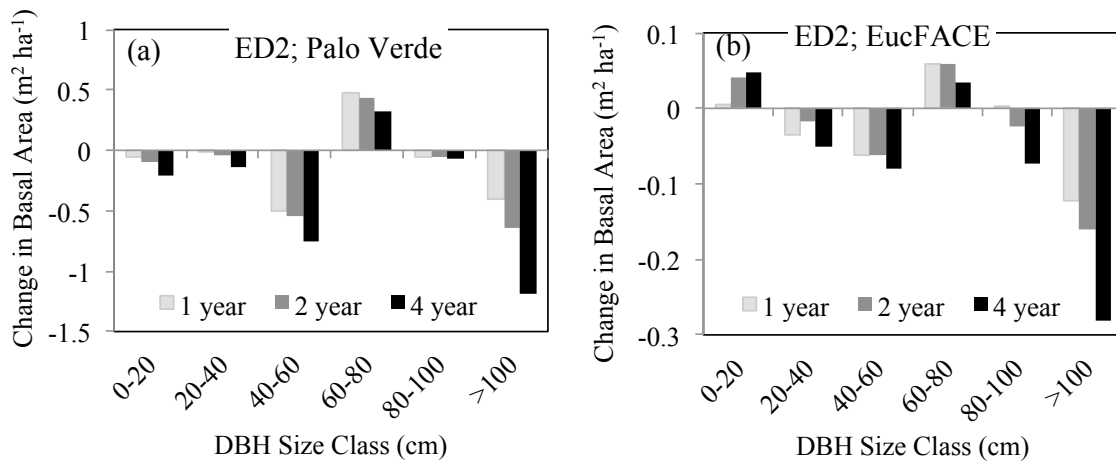 (a) ED2; Palo Verde
Change in Basal Area (m² ha⁻¹)
1
0.5
0
-0.5
-1
-1.5
1 year 2 year 4 year
0-20 20-40 40-60 60-80 80-100 >100
DBH Size Class (cm)
(b) ED2; EucFACE
Change in Basal Area (m² ha⁻¹)
0.1
0
-0.1
-0.2
-0.3
1 year 2 year 4 year
0-20 20-40 40-60 60-80 80-100 >100
DBH Size Class (cm)